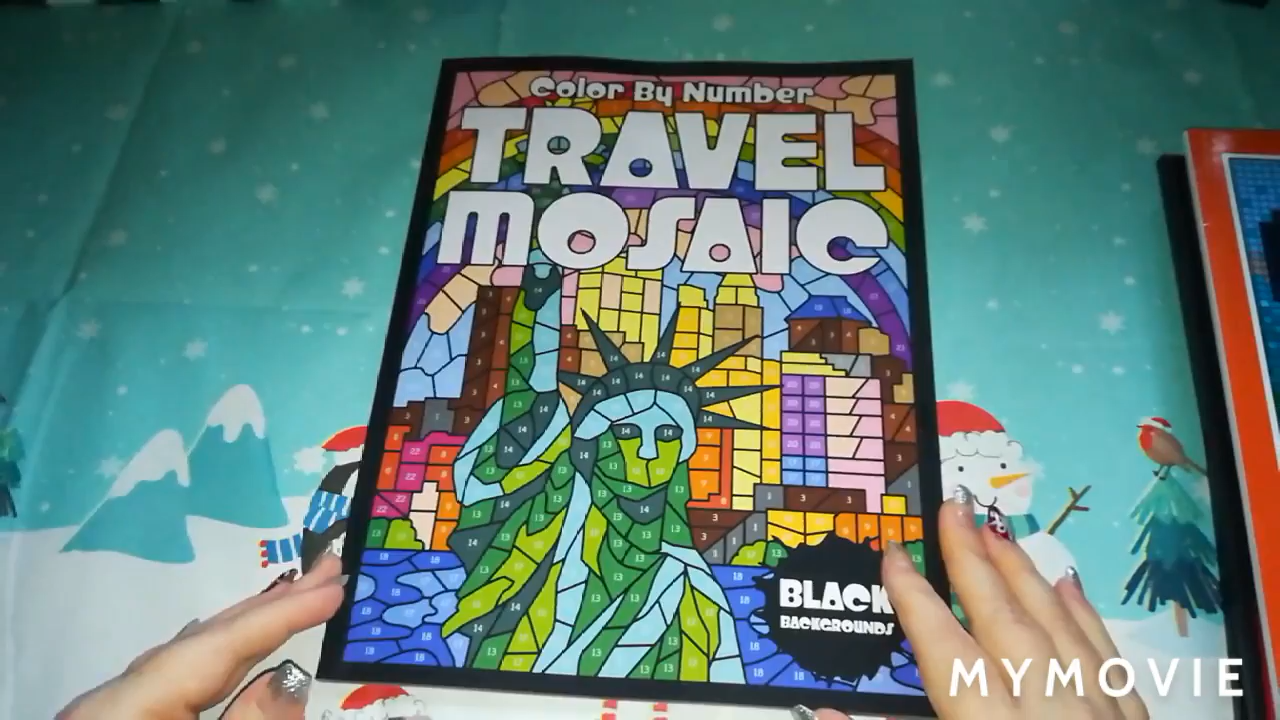 Color By Number
TRAVEL
MOSAIC
BLACK
BACKGROUNDS
MYMOVIE